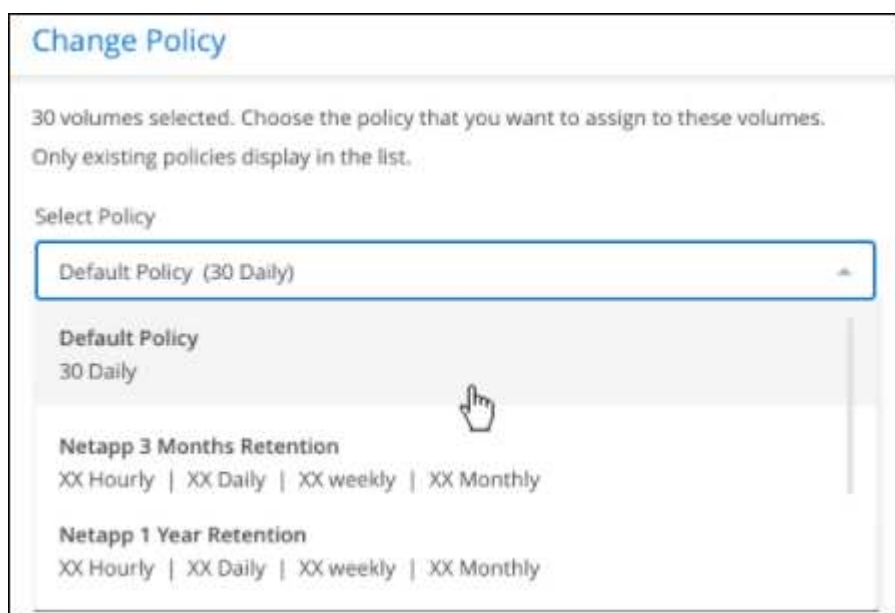 Change Policy
30 volumes selected. Choose the policy that you want to assign to these volumes.
Only existing policies display in the list.
Select Policy
Default Policy (30 Daily)
Default Policy
30 Daily
Netapp 3 Months Retention
XX Hourly | XX Daily | XX weekly | XX Monthly
Netapp 1 Year Retention
XX Hourly | XX Daily | XX weekly | XX Monthly